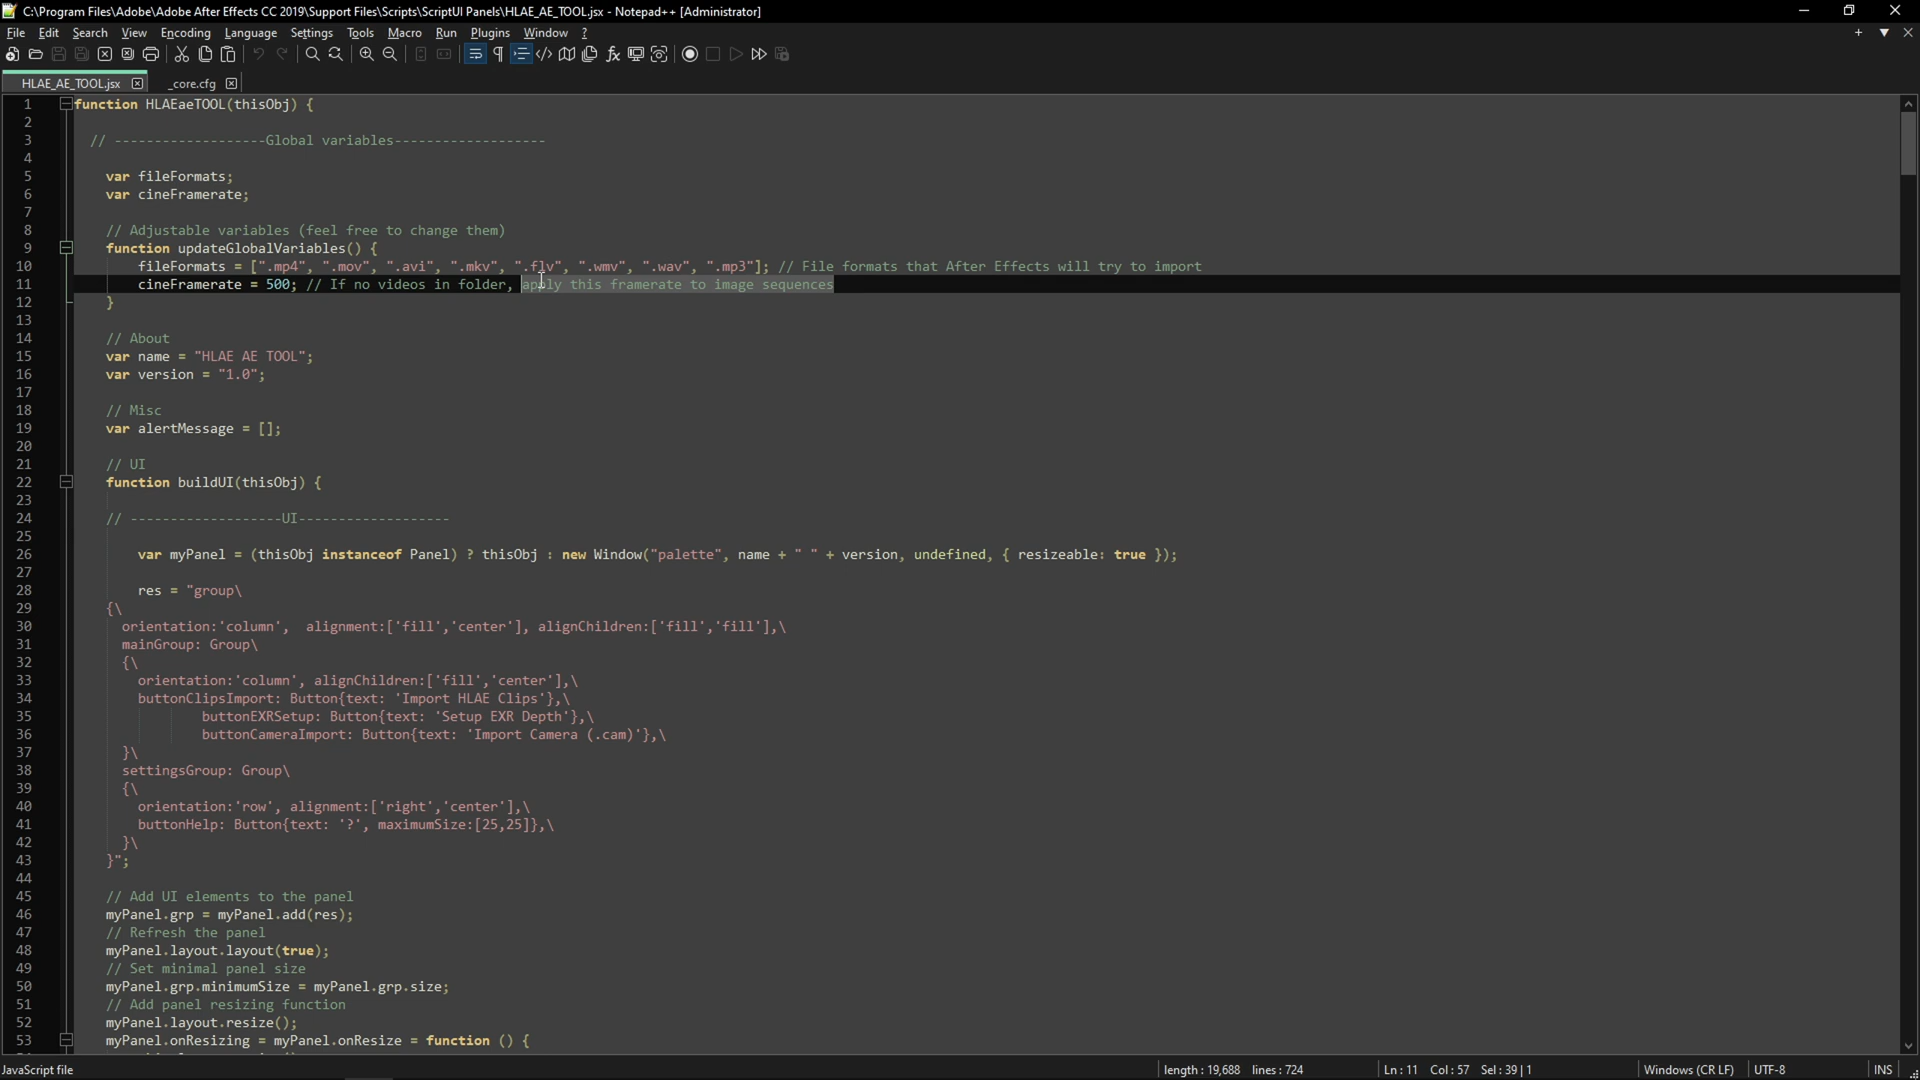 C:\Program Files\Adobe\Adobe After Effects CC 2019\Support Files\Scripts\ScriptUI Panels\HLAE_AE_TOOL.jsx - Notepad++ [Administrator]
File Edit Search View Encoding Language Settings Tools Macro Run Plugins Window ?
HLAE_AE_TOOL.jsx _core.cfg
1 function HLAEaeTOOL(thisObj) {
2
3 // -------------------Global variables-------------------
4
5 var fileFormats;
6 var cineFramerate;
7
8 // Adjustable variables (feel free to change them)
9 function updateGlobalVariables() {
10 fileFormats = [".mp4", ".mov", ".avi", ".mkv", ".flv", ".wmv", ".wav", ".mp3"]; // File formats that After Effects will try to import
11 cineFramerate = 500; // If no videos in folder, apply this framerate to image sequences
12 }
13
14 // About
15 var name = "HLAE AE TOOL";
16 var version = "1.0";
17
18 // Misc
19 var alertMessage = [];
20
21 // UI
22 function buildUI(thisObj) {
23
24 // -------------------UI-------------------
25
26 var myPanel = (thisObj instanceof Panel) ? thisObj : new Window("palette", name + " " + version, undefined, { resizeable: true });
27
28 res = "group\
29 {\
30 orientation:'column', alignment:['fill','center'], alignChildren:['fill','fill'],\
31 mainGroup: Group\
32 {\
33 orientation:'column', alignChildren:['fill','center'],\
34 buttonClipsImport: Button{text: 'Import HLAE Clips'},\
35 buttonEXRSetup: Button{text: 'Setup EXR Depth'},\
36 buttonCameraImport: Button{text: 'Import Camera (.cam)'},\
37 }\
38 settingsGroup: Group\
39 {\
40 orientation:'row', alignment:['right','center'],\
41 buttonHelp: Button{text: '?', maximumSize:[25,25]},\
42 }\
43 }";
44
45 // Add UI elements to the panel
46 myPanel.grp = myPanel.add(res);
47 // Refresh the panel
48 myPanel.layout.layout(true);
49 // Set minimal panel size
50 myPanel.grp.minimumSize = myPanel.grp.size;
51 // Add panel resizing function
52 myPanel.layout.resize();
53 myPanel.onResizing = myPanel.onResize = function () {
JavaScript file length : 19,688 lines : 724 Ln : 11 Col : 57 Sel : 39 | 1 Windows (CR LF) UTF-8 INS